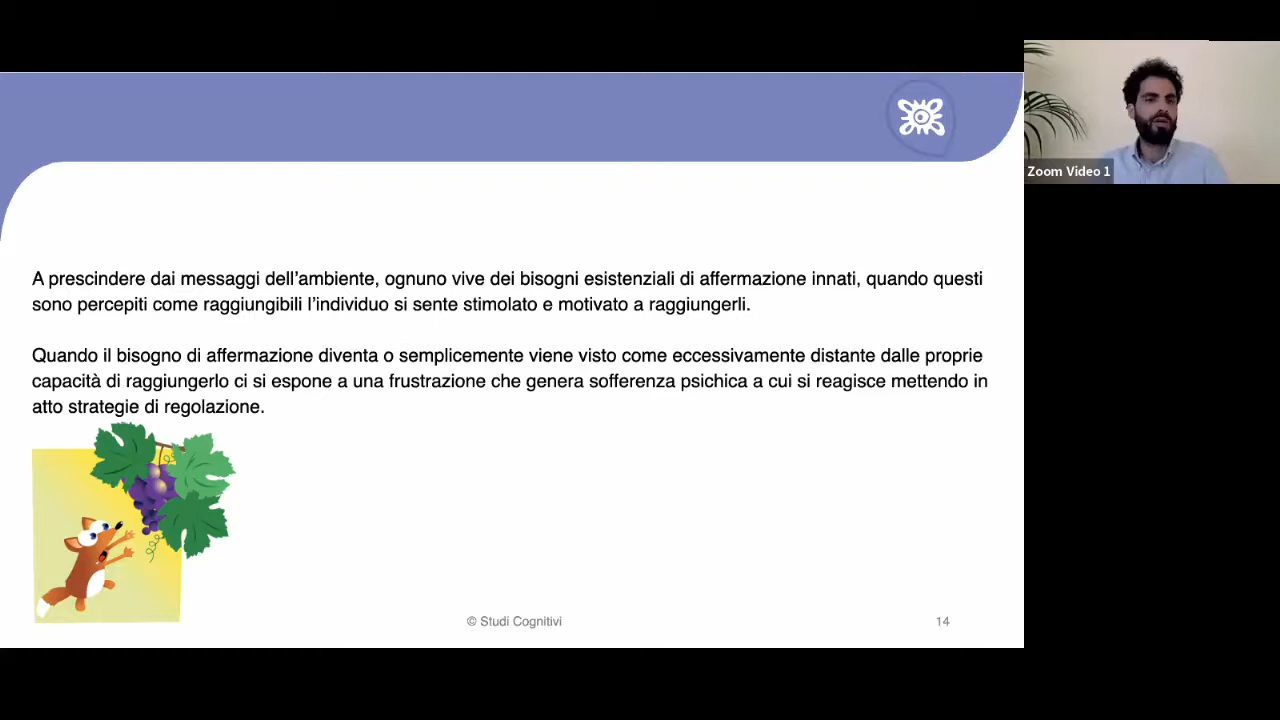 Zoom Video 1
A prescindere dai messaggi dell'ambiente, ognuno vive dei bisogni esistenziali di affermazione innati, quando questi
sono percepiti come raggiungibili l'individuo si sente stimolato e motivato a raggiungerli.
Quando il bisogno di affermazione diventa o semplicemente viene visto come eccessivamente distante dalle proprie
capacità di raggiungerlo ci si espone a una frustrazione che genera sofferenza psichica a cui si reagisce mettendo in
atto strategie di regolazione.
© Studi Cognitivi
14